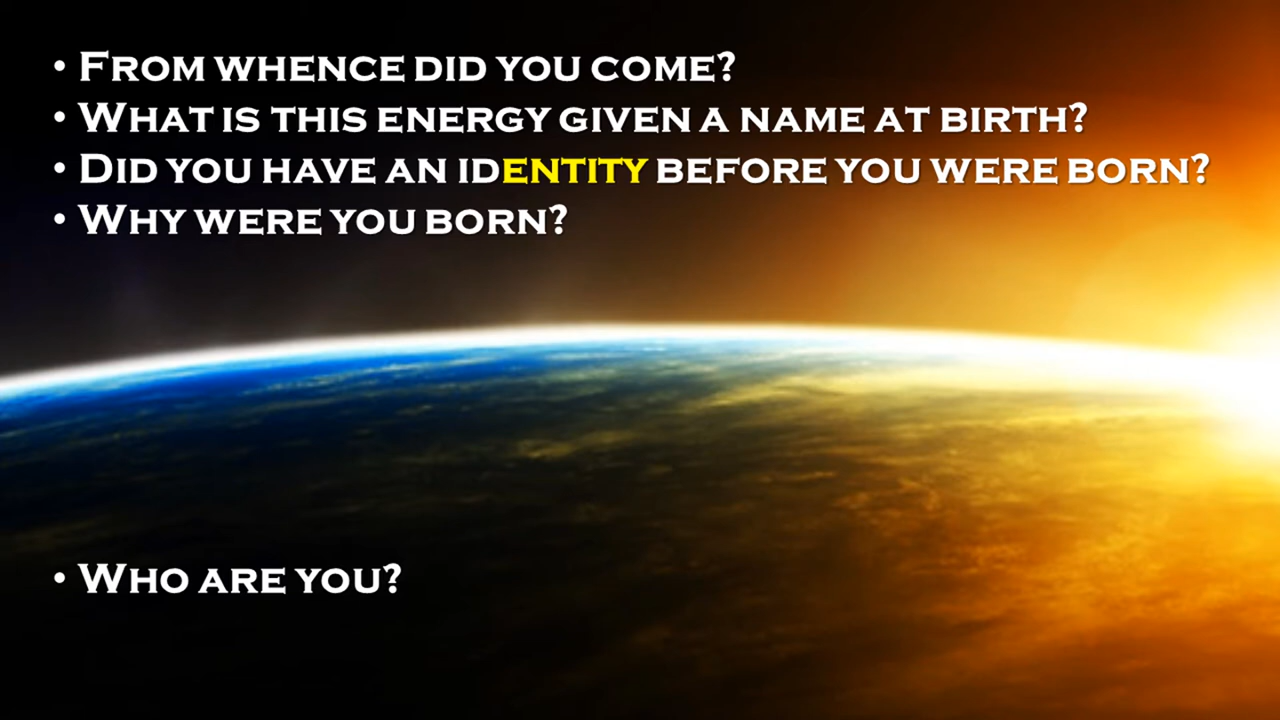 • From whence did you come?
• What is this energy given a name at birth?
• Did you have an identity before you were born?
• Why were you born?
• Who are you?